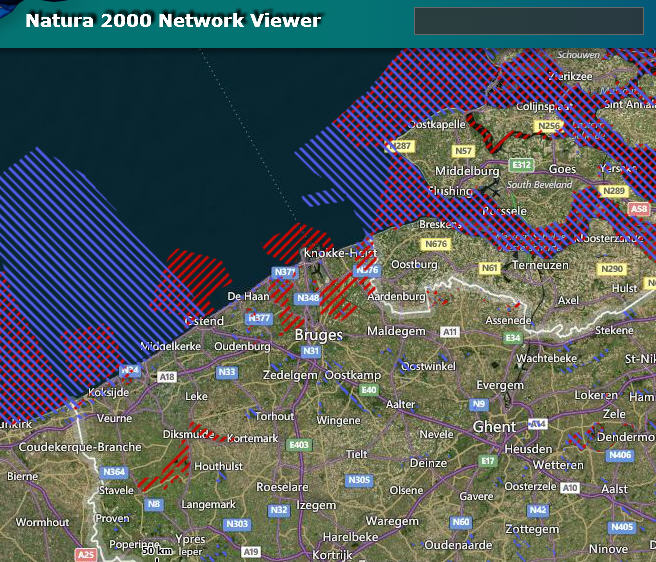 Natura 2000 Network Viewer
Schouwen
Zierikzee
Colijnsplaat
Sint Annala
Oostkapelle
N256
N287
N57
E312
Goes
Yerseke
Middelburg
South Beveland
N289
Flushing
Borssele
A58
Breskens
N676
Noosterzande
Knokke-Heist
N371
N376
Oostburg
N61
Terneuzen
N290
Hulst
De Haan
N348
Aardenburg
Axel
N377
Ostend
Assenede
Stekene
Bruges
Maldegem
A11
E34
Middelkerke
Oudenburg
N31
Wachtebeke
St-Ni
N34
A18
N33
Zedelgem
Oostkamp
Oostwinkel
Koksijde
E40
Evergem
Lokeren
Ham
Leke
Aalter
N9
Zele
unkirk
Veurne
Torhout
Wingene
Ghent
A14
Diksmuide
Kortemark
Nevele
Dendermo
Coudekerque-Branche
E403
Heusden
N406
Tielt
Deinze
E17
Wetteren
Houthulst
Bierne
N364
N305
Stavele
Roeselare
Olsene
Oosterzele
A10
Aalst
N8
Langemark
Izegem
Gavere
N32
N42
Wormhout
Proven
N303
Waregem
N60
Zottegem
N405
Ypres
Ieper
Harelbeke
Poperinge
50 km
0
Oudenaarde
Ninove
A25
A19
Kortrijk